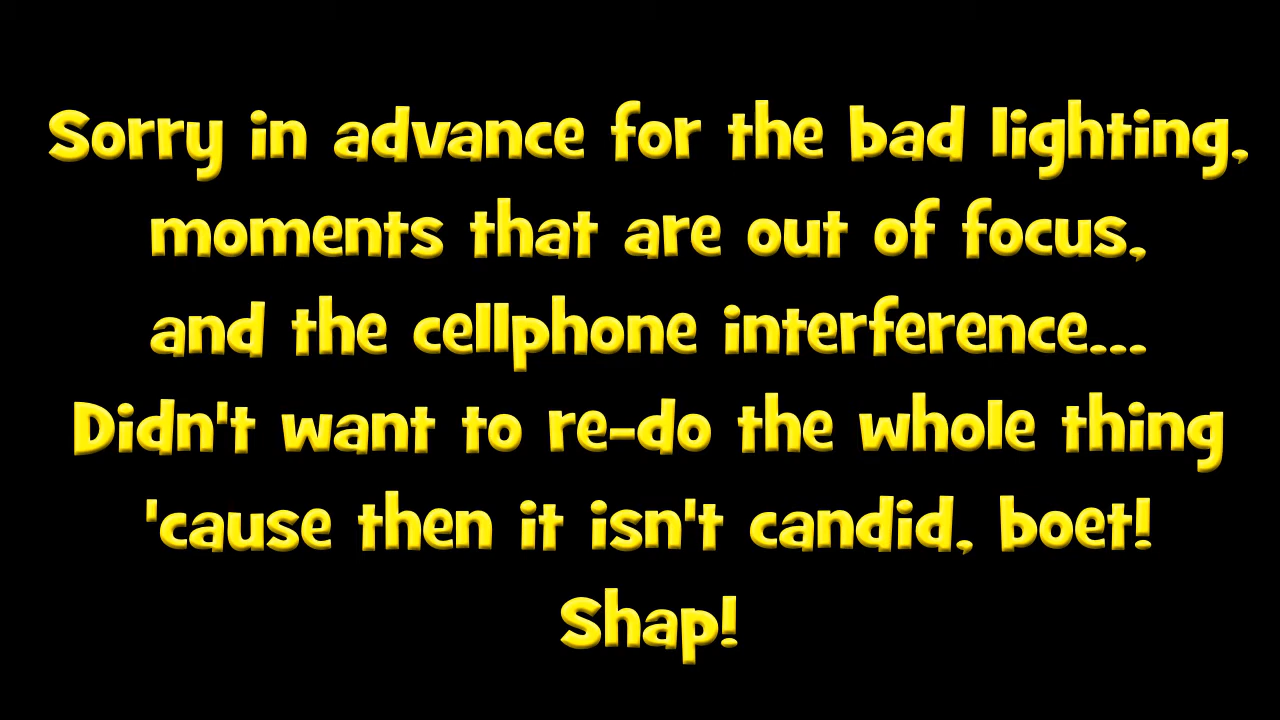 Sorry in advance for the bad lighting,
moments that are out of focus,
and the cellphone interference...
Didn't want to re-do the whole thing
'cause then it isn't candid, boet!
Shap!